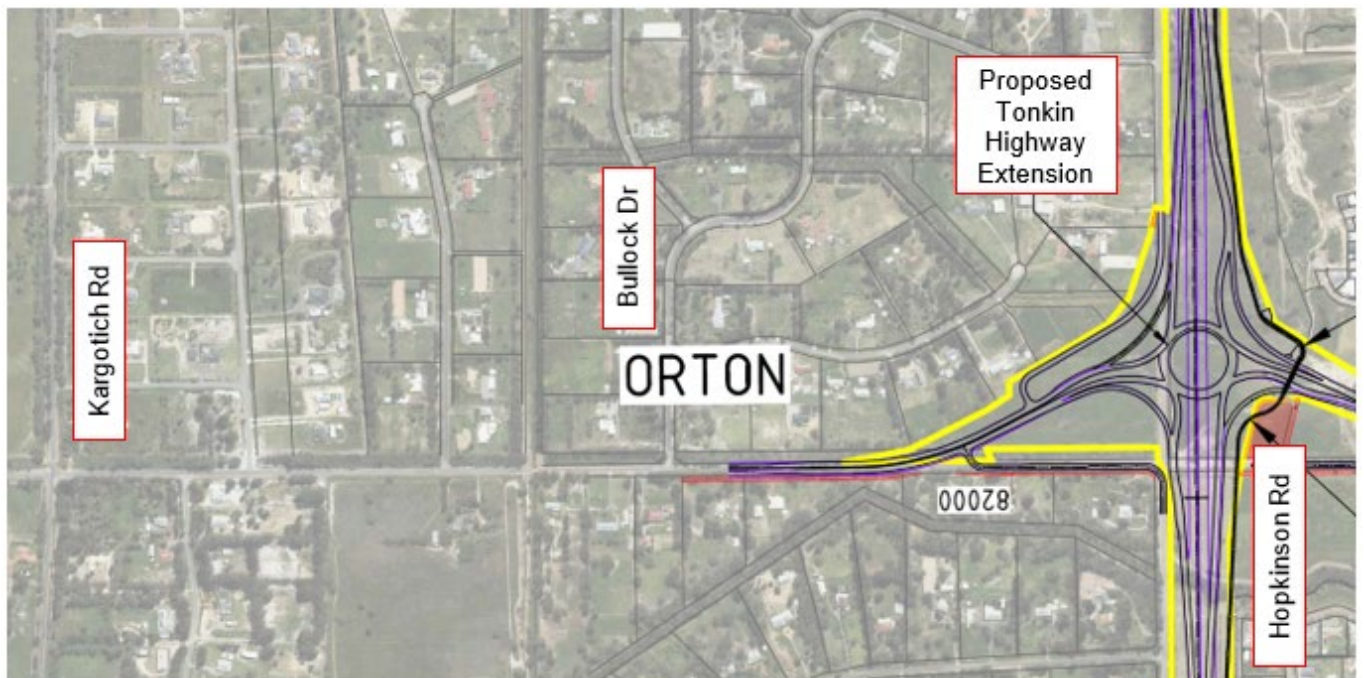 Proposed
Tonkin
Highway
Extension
Bullock Dr
Kargotich Rd
ORTON
82000
Hopkinson Rd